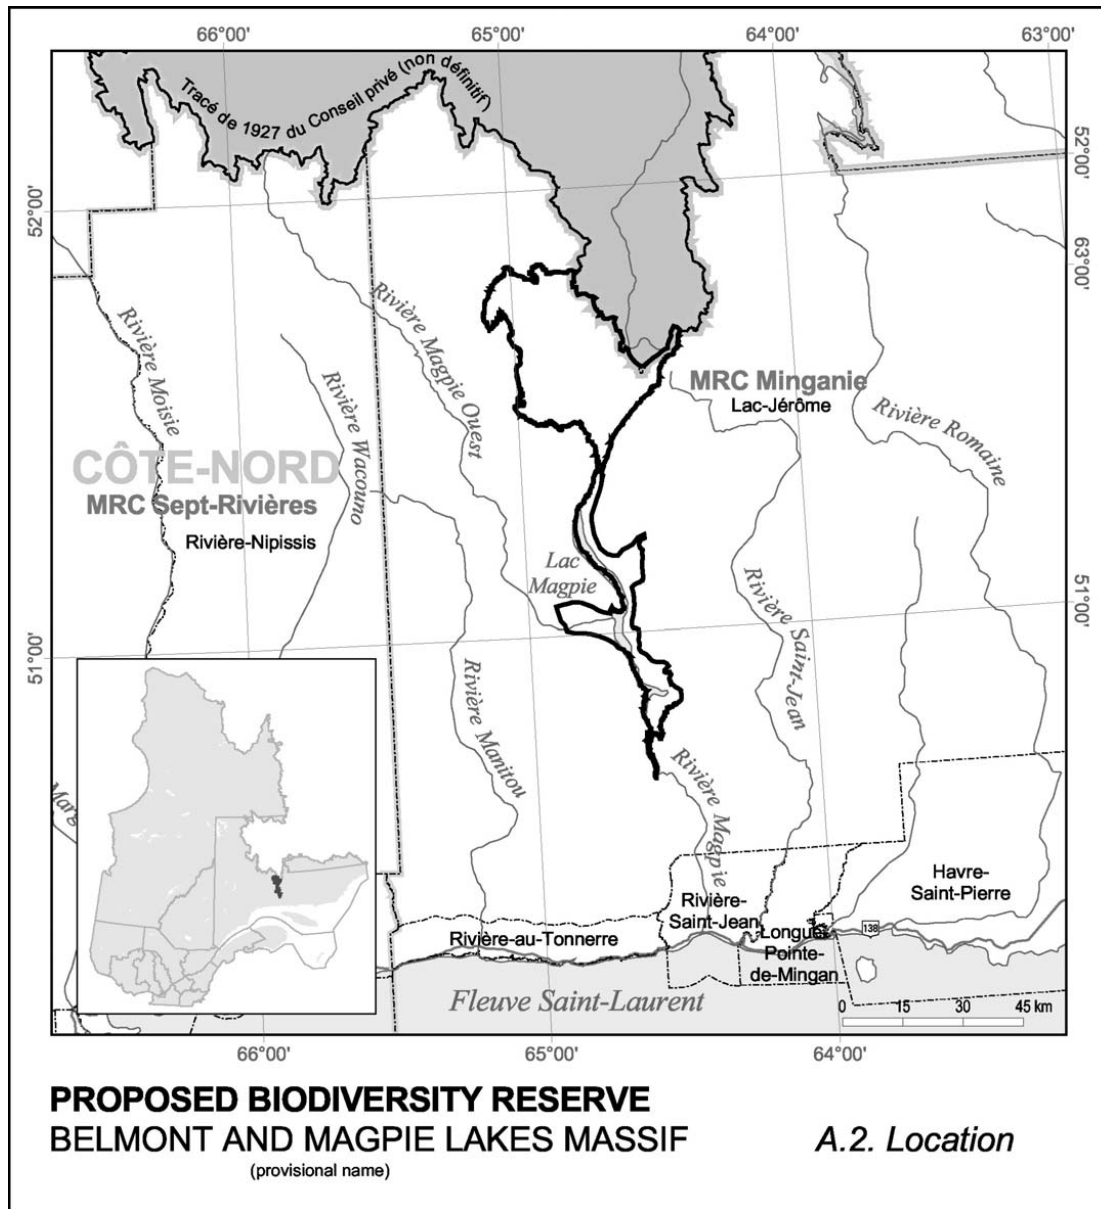 66°00'
65°00'
64°00'
63°00'
Tracé de 1927 du Conseil privé (non définitif)
52°00'
52°00'
63°00'
Rivière Moisie
Rivière Magpie Ouest
Rivière Wacouno
MRC Minganie
Lac-Jérôme
Rivière Romaine
CÔTE-NORD
MRC Sept-Rivières
Rivière-Nipissis
Lac
Magpie
Rivière Saint-Jean
51°00'
51°00'
Rivière Manitou
Rivière Magpie
Marg
Havre-
Saint-Pierre
Rivière-
Saint-Jean
Rivière-au-Tonnerre
Longue-
Pointe-
de-Mingan
138
Fleuve Saint-Laurent
0 15 30 45 km
66°00'
65°00'
64°00'
PROPOSED BIODIVERSITY RESERVE
BELMONT AND MAGPIE LAKES MASSIF
A.2. Location
(provisional name)